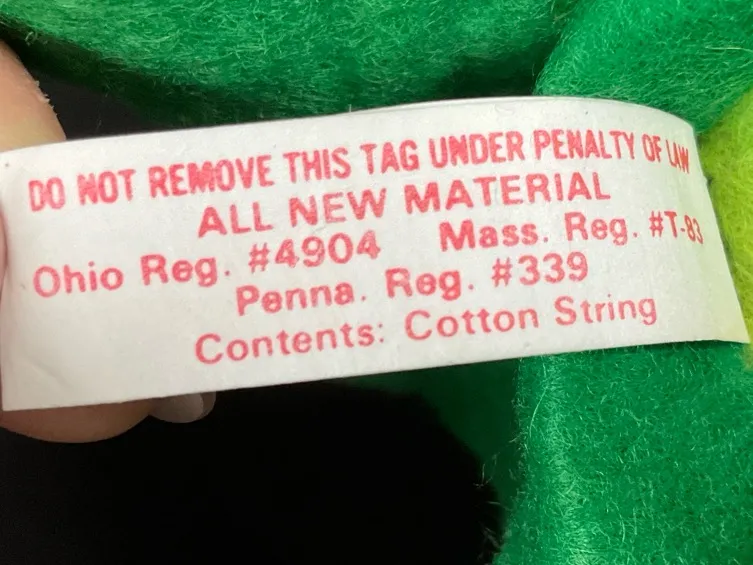 DO NOT REMOVE THIS TAG UNDER PENALTY OF LAW
ALL NEW MATERIAL
Ohio Reg. #4904 Mass. Reg. #T-83
Penna. Reg. #339
Contents: Cotton String